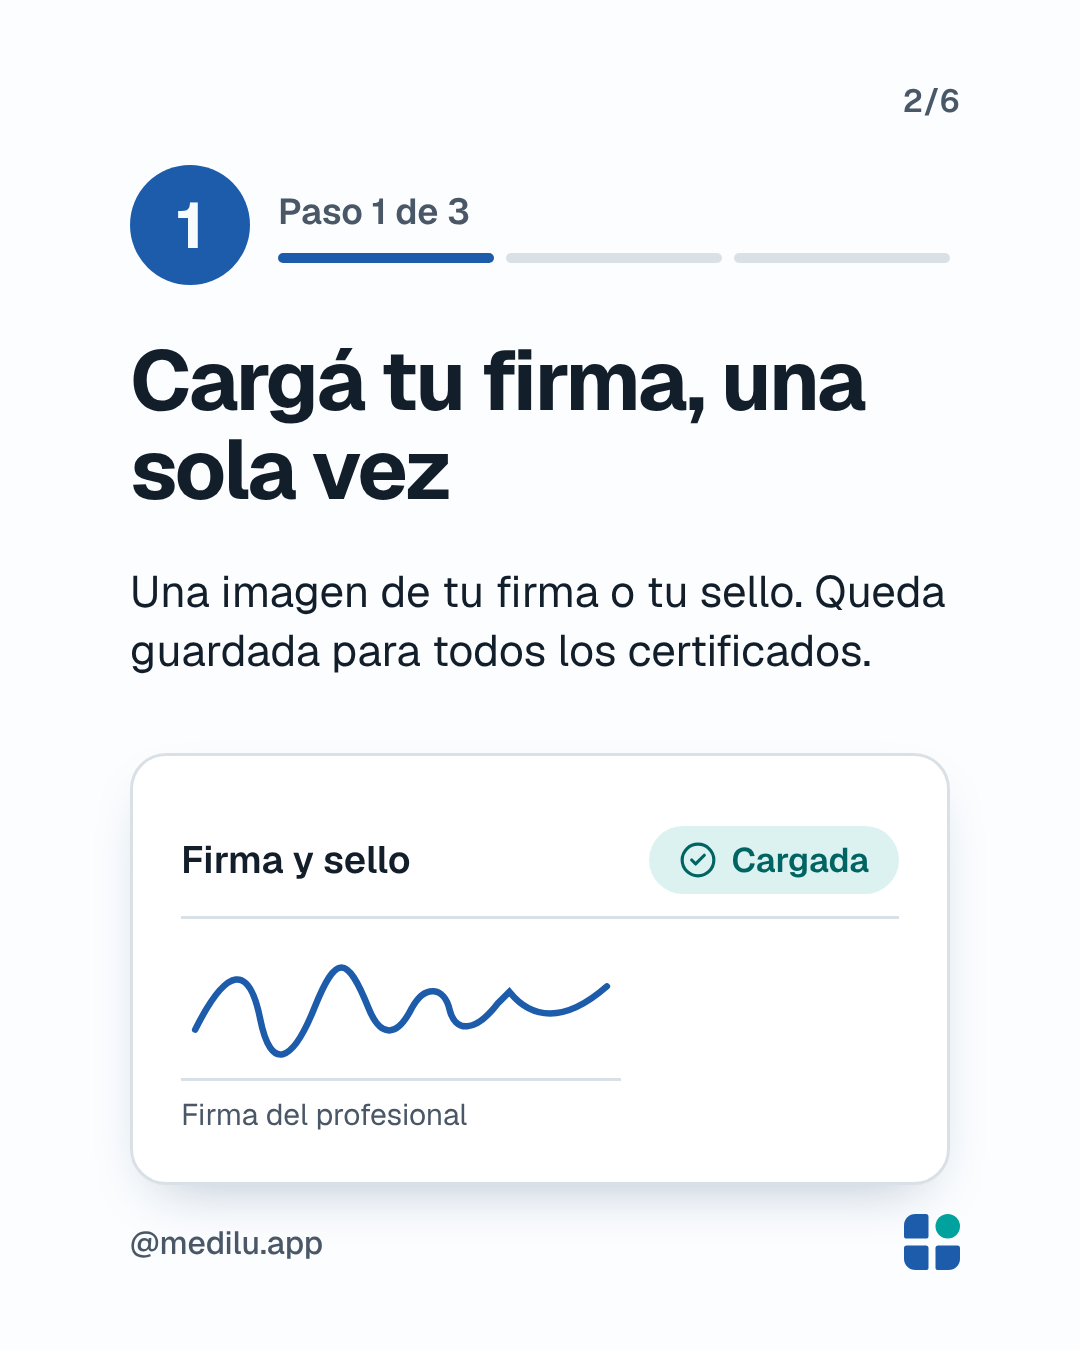 2/6
1
Paso 1 de 3
Cargá tu firma, una
sola vez
Una imagen de tu firma o tu sello. Queda
guardada para todos los certificados.
Firma y sello
Cargada
Firma del profesional
@medilu.app